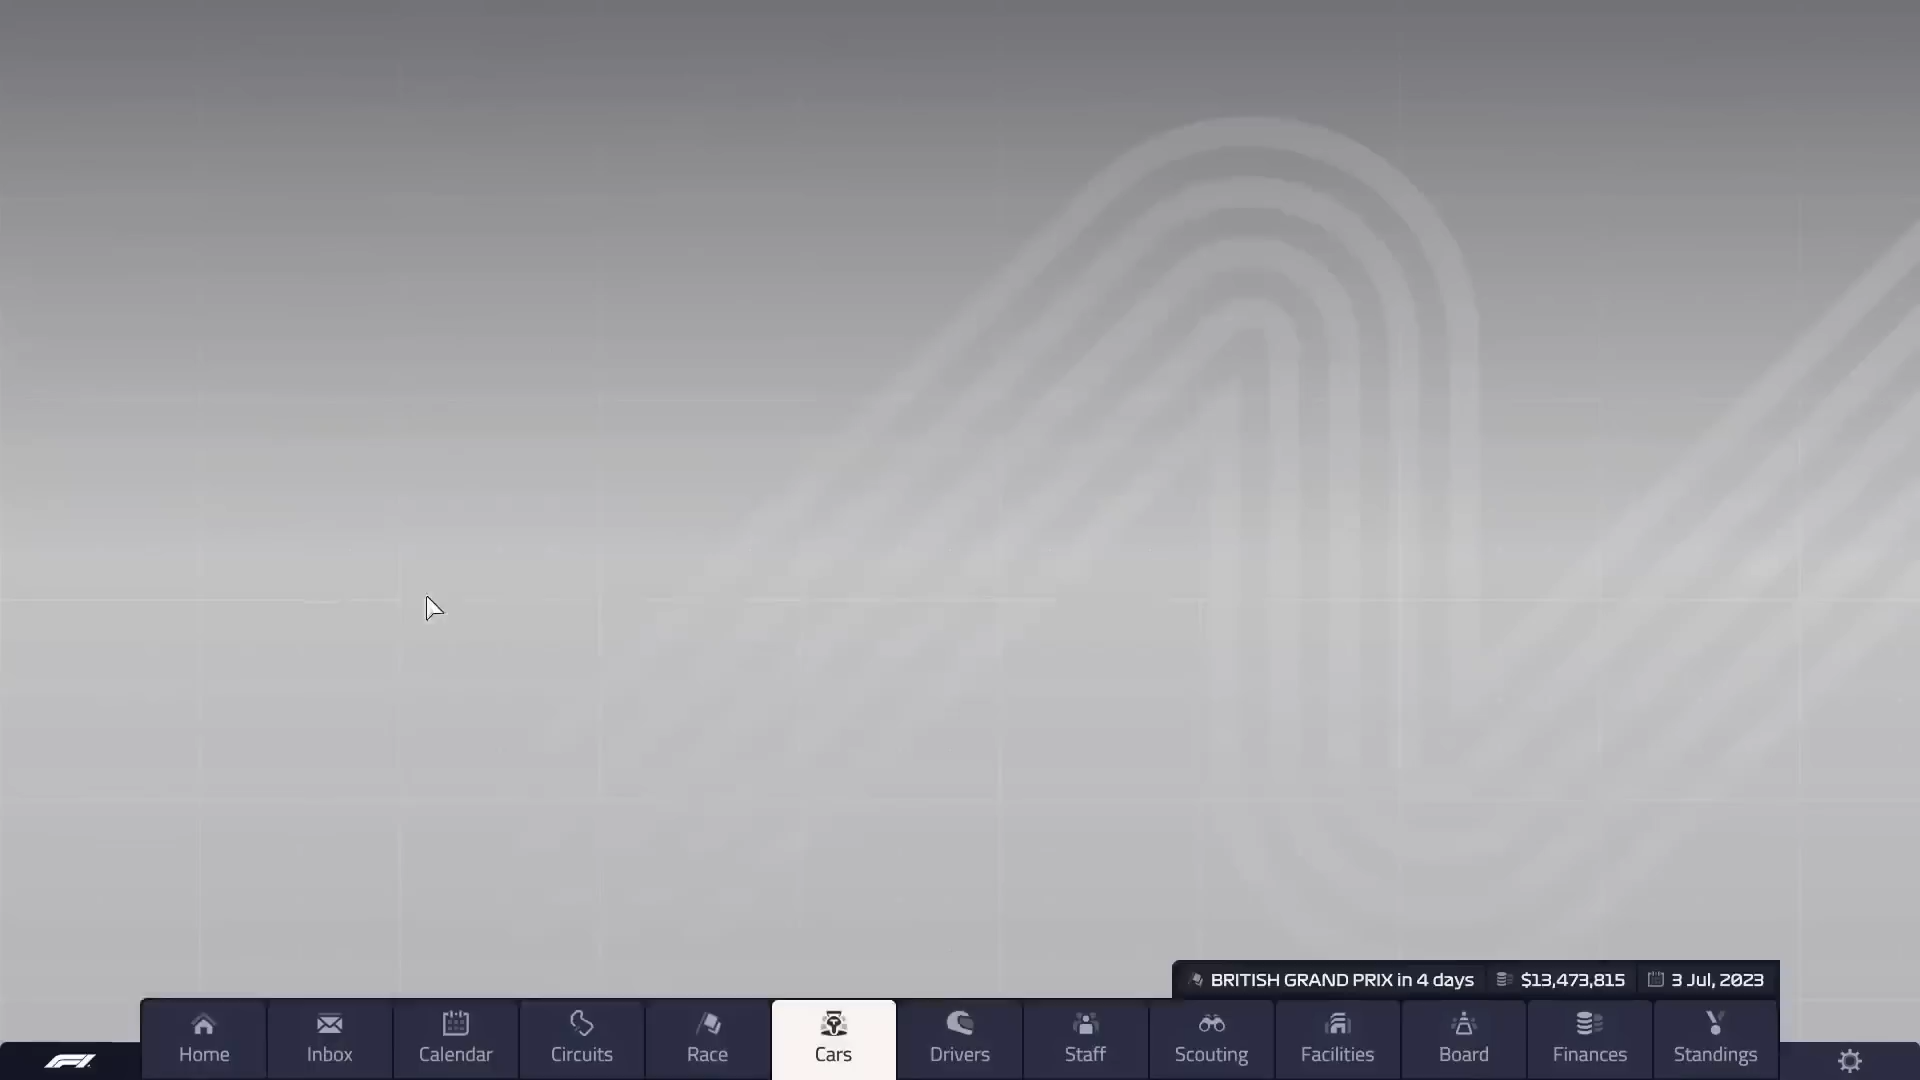 BRITISH GRAND PRIX in 4 days $13,473,815 3 Jul, 2023
Home Inbox Calendar Circuits Race Cars Drivers Staff Scouting Facilities Board Finances Standings